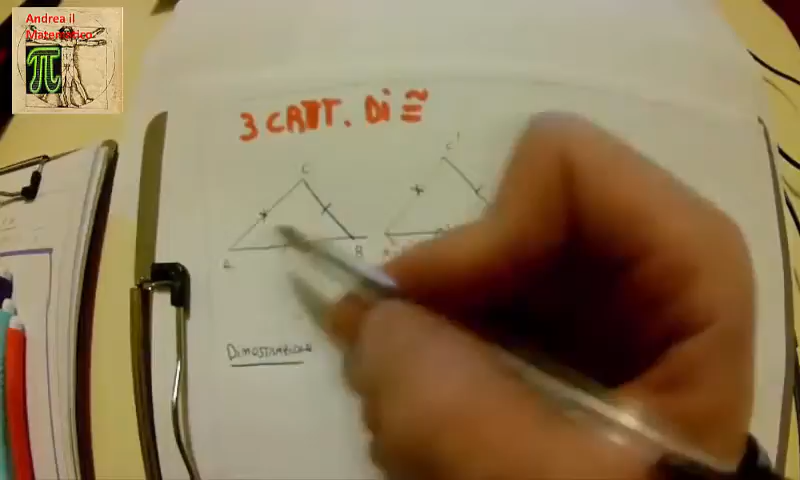 Andrea il
Matematico
3 CRIT. Di ≅
C
C'
A
B
DIMOSTRAZIONE